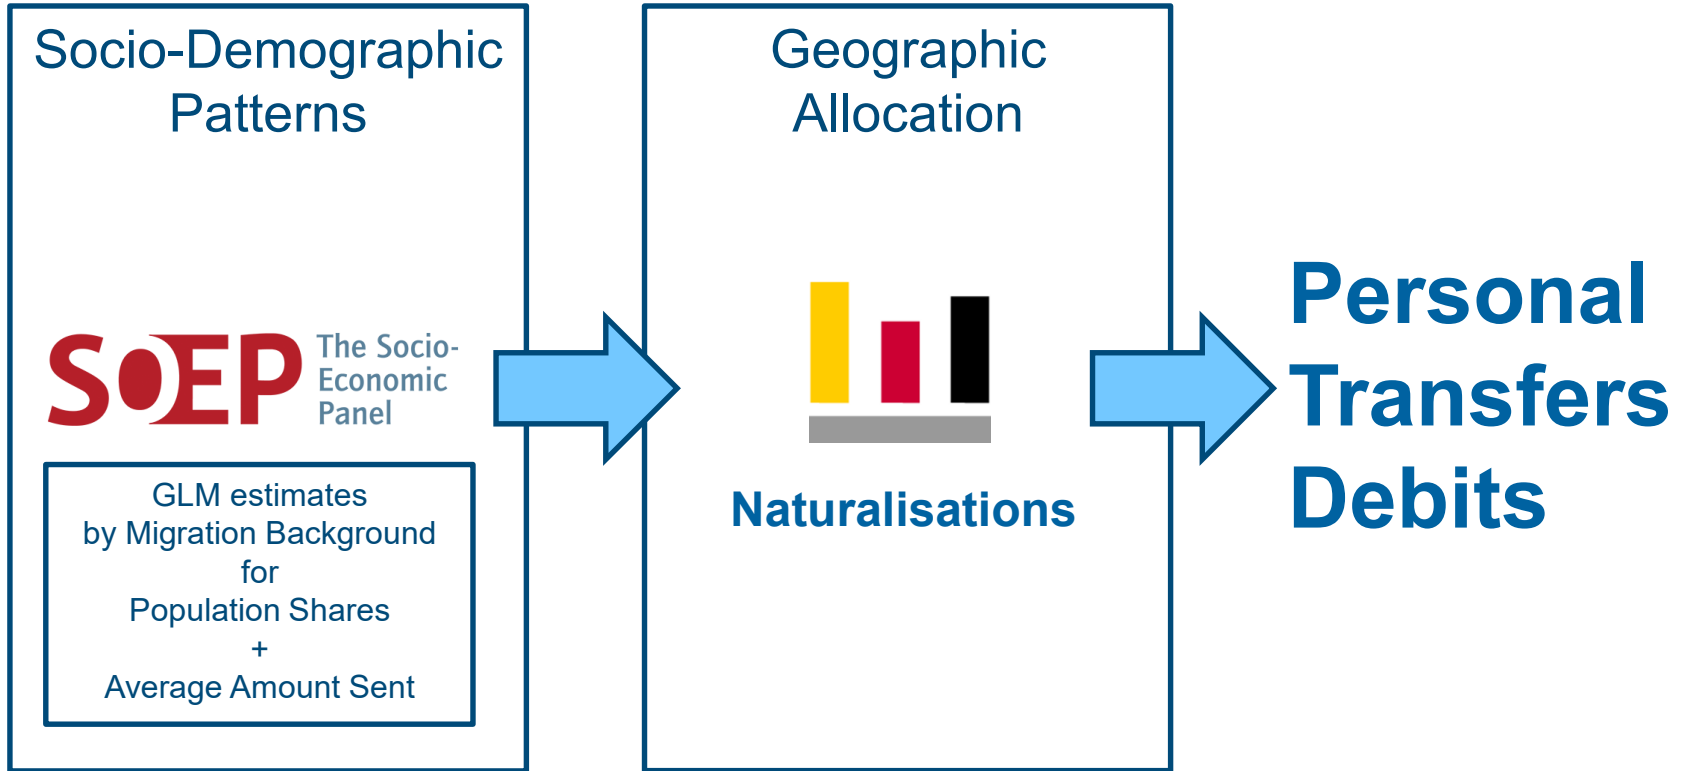 Socio-Demographic
Patterns
SOEP
The Socio-
Economic
Panel
GLM estimates
by Migration Background
for
Population Shares
+
Average Amount Sent
Geographic
Allocation
Naturalisations
Personal
Transfers
Debits